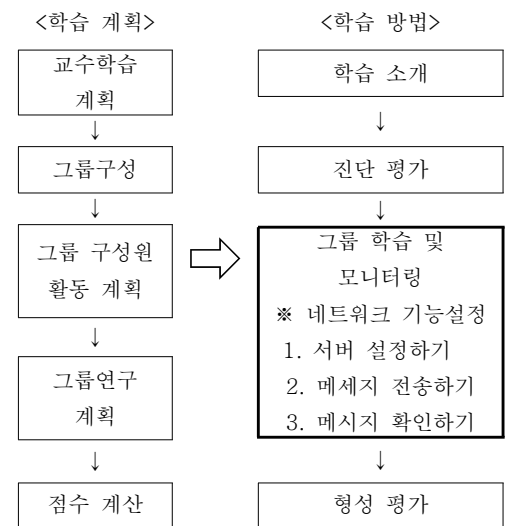 <학습 계획>
교수학습
계획
↓
그룹구성
↓
그룹 구성원
활동 계획
↓
그룹연구
계획
↓
점수 계산
<학습 방법>
학습 소개
↓
진단 평가
↓
그룹 학습 및
모니터링
※ 네트워크 기능설정
1. 서버 설정하기
2. 메세지 전송하기
3. 메시지 확인하기
↓
형성 평가